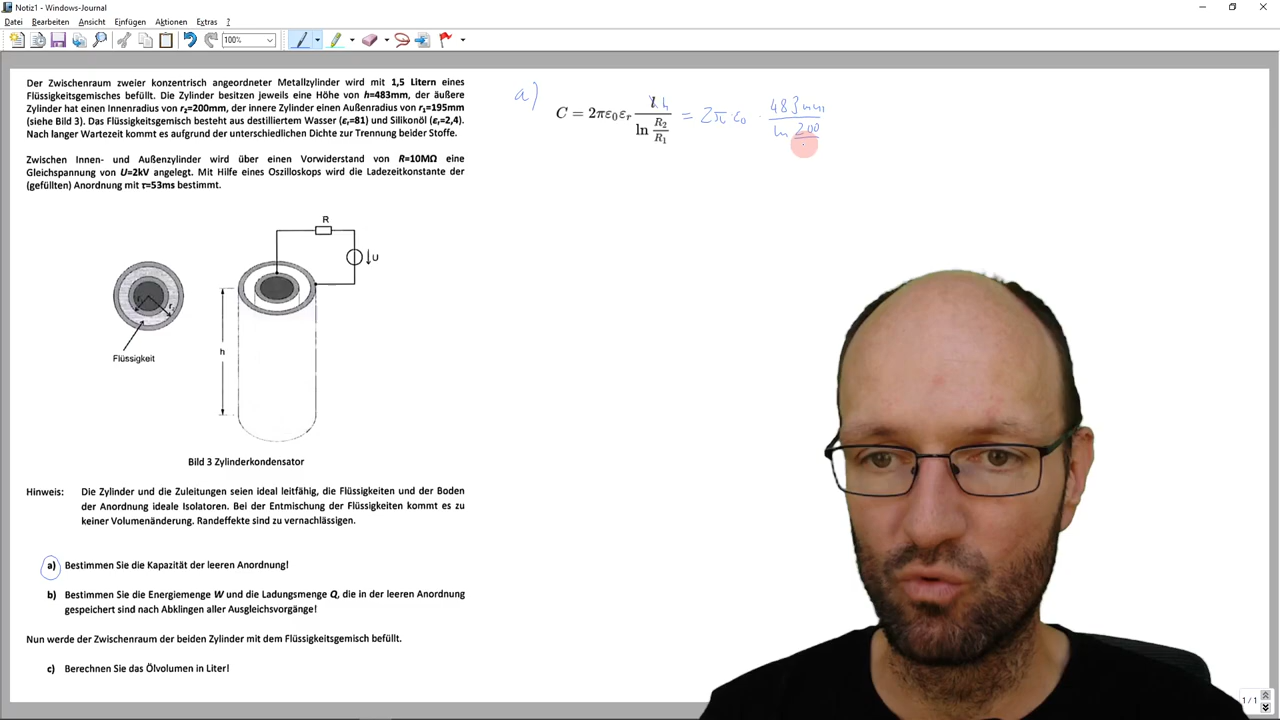 Notiz1 - Windows-Journal
Datei Bearbeiten Ansicht Einfügen Aktionen Extras ?
100%
Der Zwischenraum zweier konzentrisch angeordneter Metallzylinder wird mit 1,5 Litern eines
Flüssigkeitsgemisches befüllt. Die Zylinder besitzen jeweils eine Höhe von h=483mm, der äußere
Zylinder hat einen Innenradius von r₂=200mm, der innere Zylinder einen Außenradius von r₁=195mm
(siehe Bild 3). Das Flüssigkeitsgemisch besteht aus destilliertem Wasser (εᵣ=81) und Silikonöl (εᵣ=2,4).
Nach langer Wartezeit kommt es aufgrund der unterschiedlichen Dichte zur Trennung beider Stoffe.
Zwischen Innen- und Außenzylinder wird über einen Vorwiderstand von R=10MΩ eine
Gleichspannung von U=2kV angelegt. Mit Hilfe eines Oszilloskops wird die Ladezeitkonstante der
(gefüllten) Anordnung mit τ=53ms bestimmt.
R
U
r₁
r₂
h
Flüssigkeit
Bild 3 Zylinderkondensator
Hinweis: Die Zylinder und die Zuleitungen seien ideal leitfähig, die Flüssigkeiten und der Boden
der Anordnung ideale Isolatoren. Bei der Entmischung der Flüssigkeiten kommt es zu
keiner Volumenänderung. Randeffekte sind zu vernachlässigen.
a) Bestimmen Sie die Kapazität der leeren Anordnung!
b) Bestimmen Sie die Energiemenge W und die Ladungsmenge Q, die in der leeren Anordnung
gespeichert sind nach Abklingen aller Ausgleichsvorgänge!
Nun werde der Zwischenraum der beiden Zylinder mit dem Flüssigkeitsgemisch befüllt.
c) Berechnen Sie das Ölvolumen in Liter!
a)
C = 2πε₀εᵣ h / ln R₂/R₁ = 2π · ε₀ · 483mm / ln 200
1/1